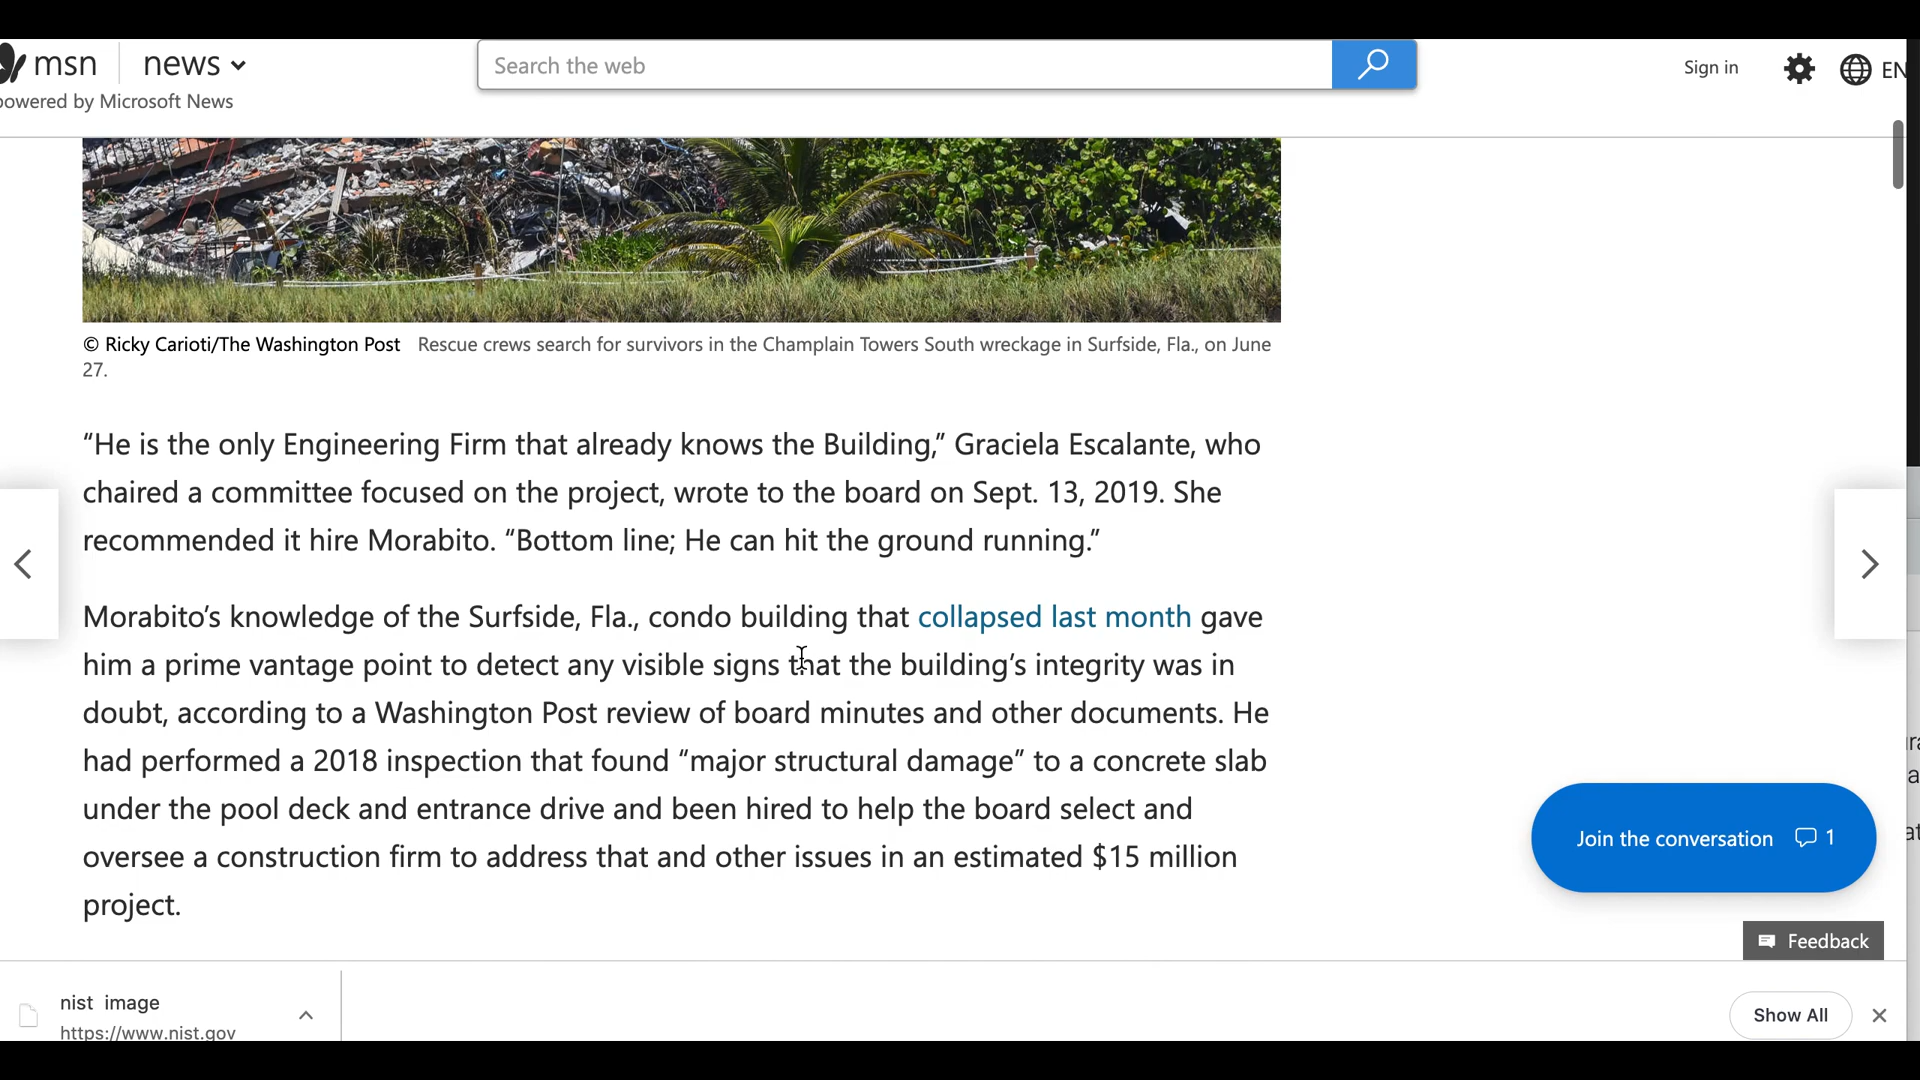 msn news
powered by Microsoft News
Search the web
Sign in
EN
© Ricky Carioti/The Washington Post Rescue crews search for survivors in the Champlain Towers South wreckage in Surfside, Fla., on June
27.
“He is the only Engineering Firm that already knows the Building,” Graciela Escalante, who
chaired a committee focused on the project, wrote to the board on Sept. 13, 2019. She
recommended it hire Morabito. “Bottom line; He can hit the ground running.”
Morabito’s knowledge of the Surfside, Fla., condo building that collapsed last month gave
him a prime vantage point to detect any visible signs that the building’s integrity was in
doubt, according to a Washington Post review of board minutes and other documents. He
had performed a 2018 inspection that found “major structural damage” to a concrete slab
under the pool deck and entrance drive and been hired to help the board select and
oversee a construction firm to address that and other issues in an estimated $15 million
project.
Join the conversation 1
Feedback
nist image
https://www.nist.gov
Show All